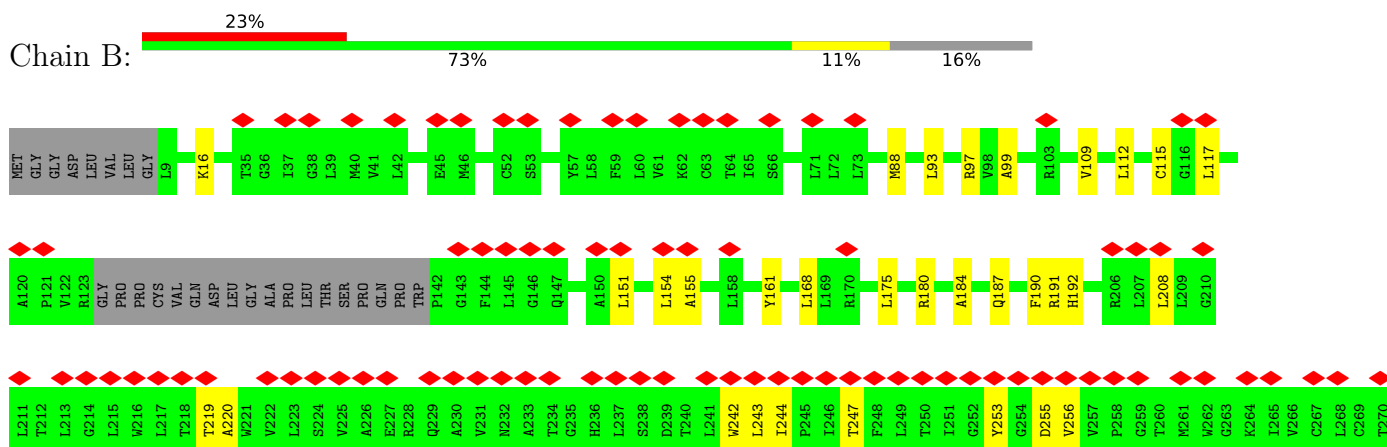 23%
Chain B:
73% 11% 16%
MET GLY GLY ASP LEU VAL LEU GLY L9 K16 T35 G36 I37 G38 L39 M40 V41 L42 E45 M46 C52 S53 Y57 L58 F59 L60 V61 K62 C63 T64 I65 S66 L71 L72 L73 M88 L93 R97 V98 A99 R103 V109 L112 C115 G116 L117
A120 P121 V122 R123 GLY PRO PRO CYS VAL GLN ASP LEU GLY ALA PRO LEU THR SER PRO GLN PRO TRP P142 G143 F144 L145 G146 Q147 A150 L151 L154 A155 L158 Y161 L168 L169 R170 L175 R180 A184 Q187 F190 R191 H192 R206 L207 L208 L209 G210
L211 T212 L213 G214 L215 W216 L217 T218 T219 A220 W221 V222 L223 S224 V225 A226 E227 R228 Q229 A230 V231 N232 A233 T234 G235 H236 L237 S238 D239 T240 L241 W242 L243 I244 P245 I246 T247 F248 L249 T250 I251 G252 Y253 G254 D255 V256 V257 P258 G259 T260 M261 W262 G263 K264 I265 V266 C267 L268 C269 T270